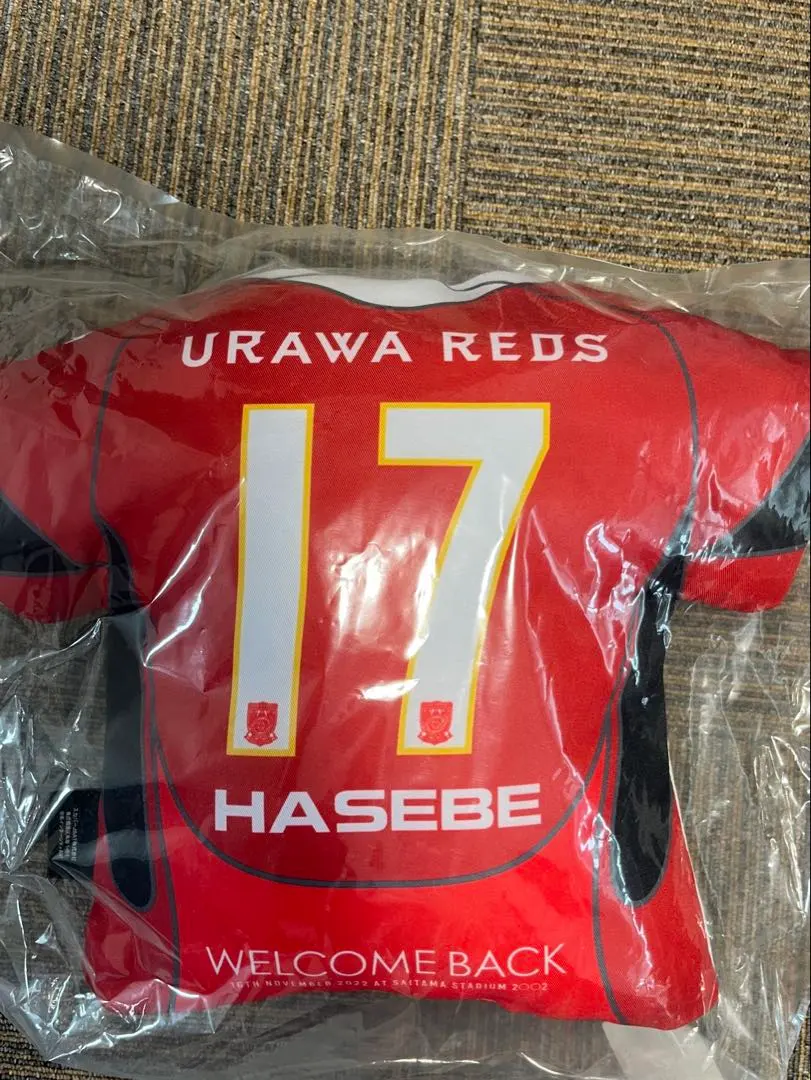 URAWA REDS
17
HASEBE
WELCOME BACK
16TH NOVEMBER 2022 AT SAITAMA STADIUM 2002